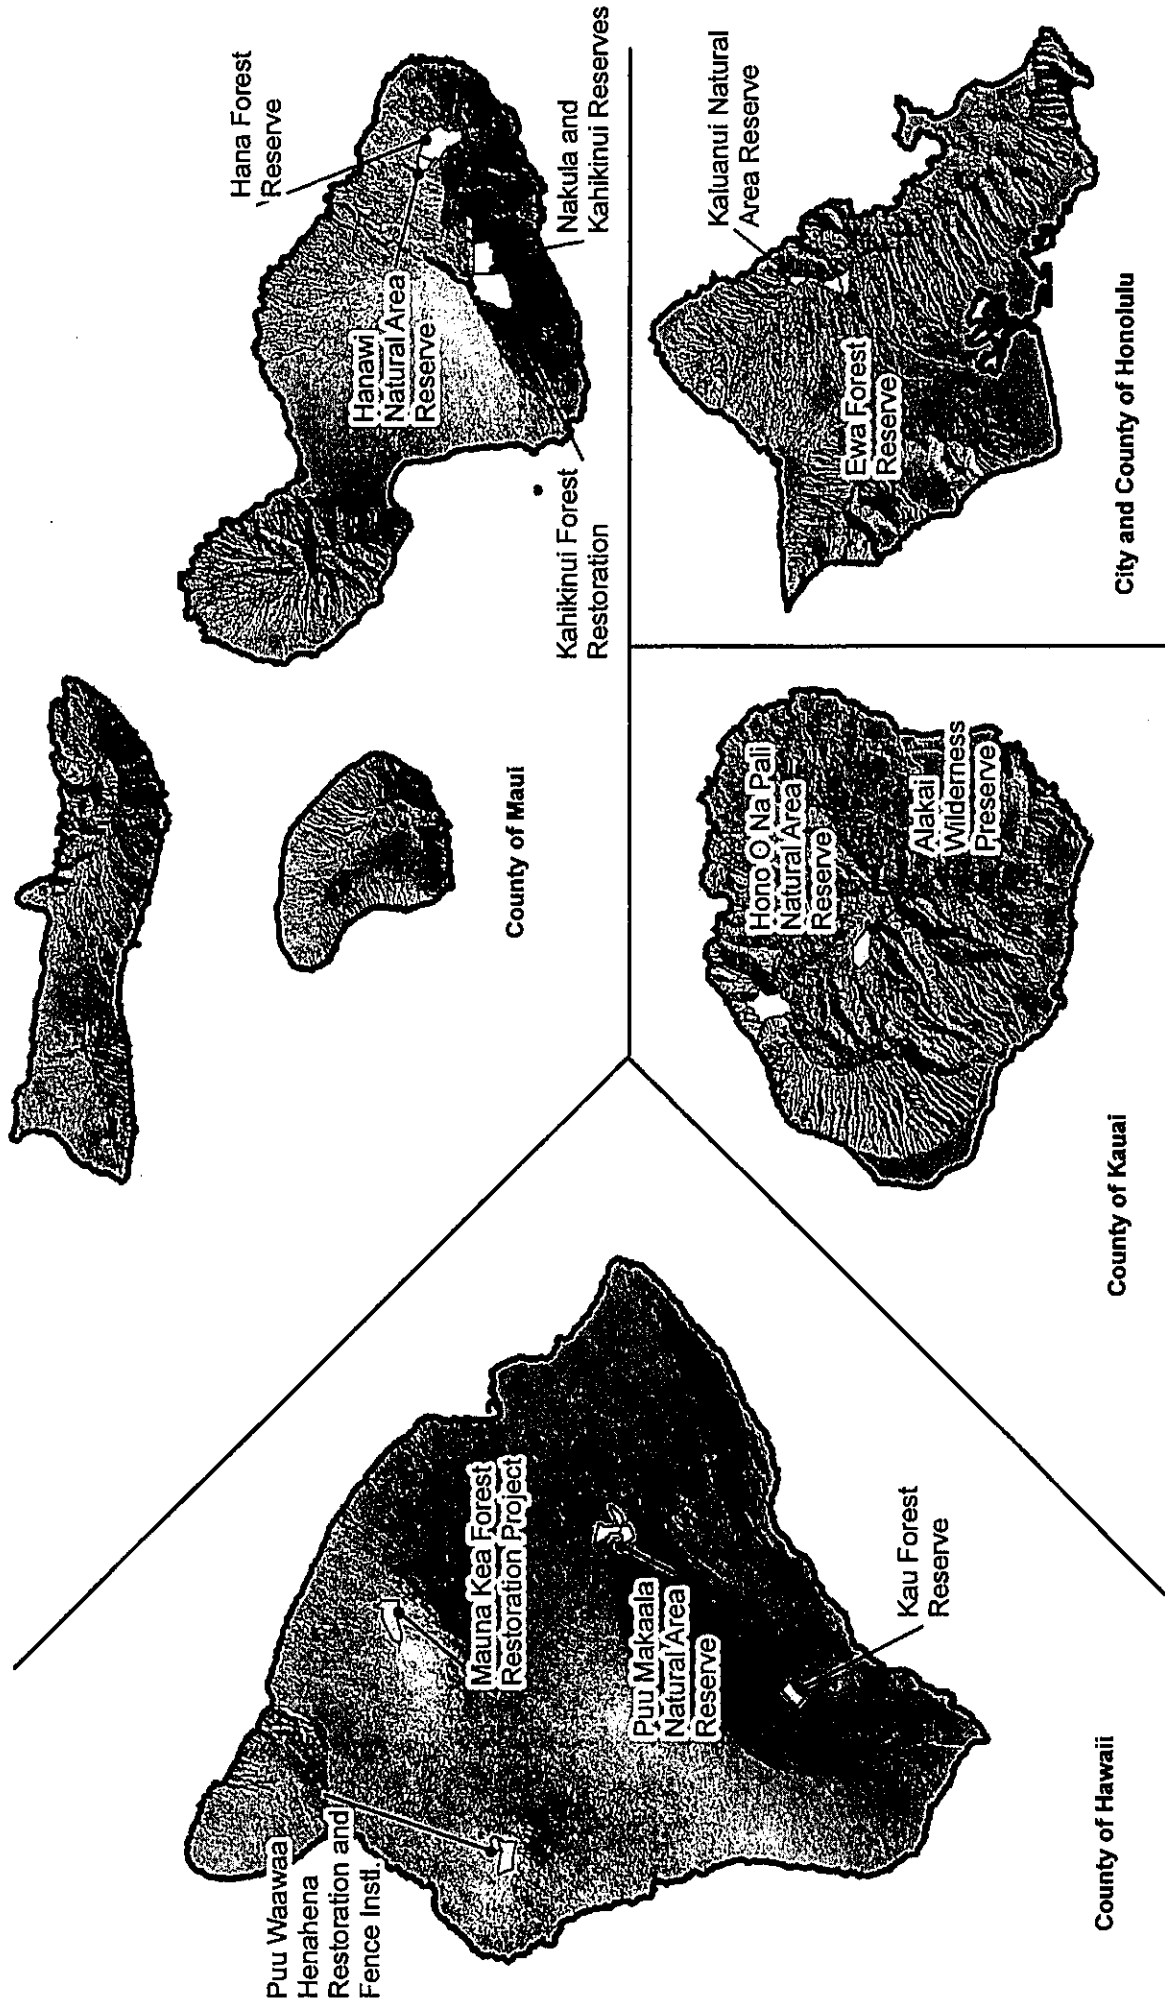 Puu Waawaa
Henahena
Restoration and
Fence Instl.
Mauna Kea Forest
Restoration Project
Puu Makaala
Natural Area
Reserve
Kau Forest
Reserve
County of Hawaii
County of Maui
Hana Forest
Reserve
Hanawi
Natural Area
Reserve
Nakula and
Kahikinui Reserves
Kahikinui Forest
Restoration
Hono O Na Pali
Natural Area
Reserve
Alakai
Wilderness
Preserve
County of Kauai
Kaluanui Natural
Area Reserve
Ewa Forest
Reserve
City and County of Honolulu